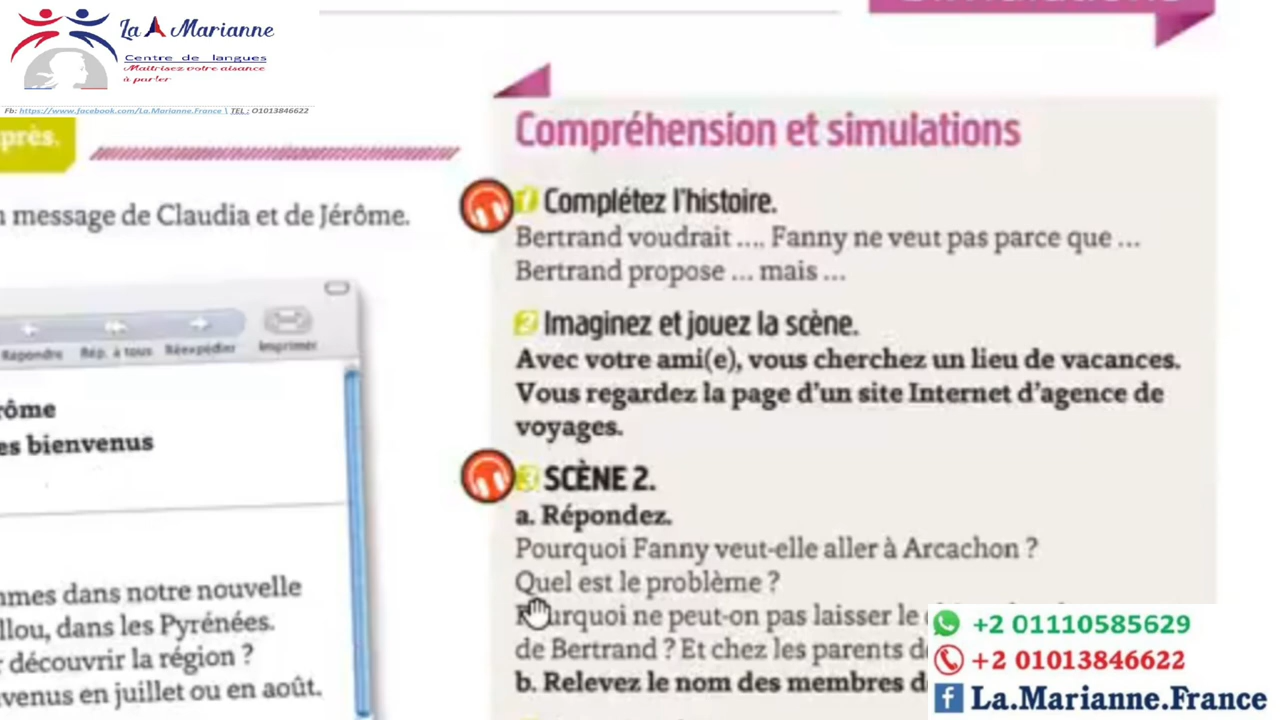 La Marianne
Centre de langues
Maîtrisez votre aisance
à parler
Fb: https://www.facebook.com/La.Marianne.France \ TEL : O1013846622
près.
message de Claudia et de Jérôme.
Répondre Rép. à tous Réexpédier Imprimer
rôme
es bienvenus
mmes dans notre nouvelle
llou, dans les Pyrénées.
découvrir la région ?
venus en juillet ou en août.
Compréhension et simulations
1 Complétez l'histoire.
Bertrand voudrait .... Fanny ne veut pas parce que ...
Bertrand propose ... mais ...
2 Imaginez et jouez la scène.
Avec votre ami(e), vous cherchez un lieu de vacances.
Vous regardez la page d'un site Internet d'agence de
voyages.
3 SCÈNE 2.
a. Répondez.
Pourquoi Fanny veut-elle aller à Arcachon ?
Quel est le problème ?
Pourquoi ne peut-on pas laisser le
de Bertrand ? Et chez les parents d
b. Relevez le nom des membres d
+2 01110585629
+2 01013846622
La.Marianne.France